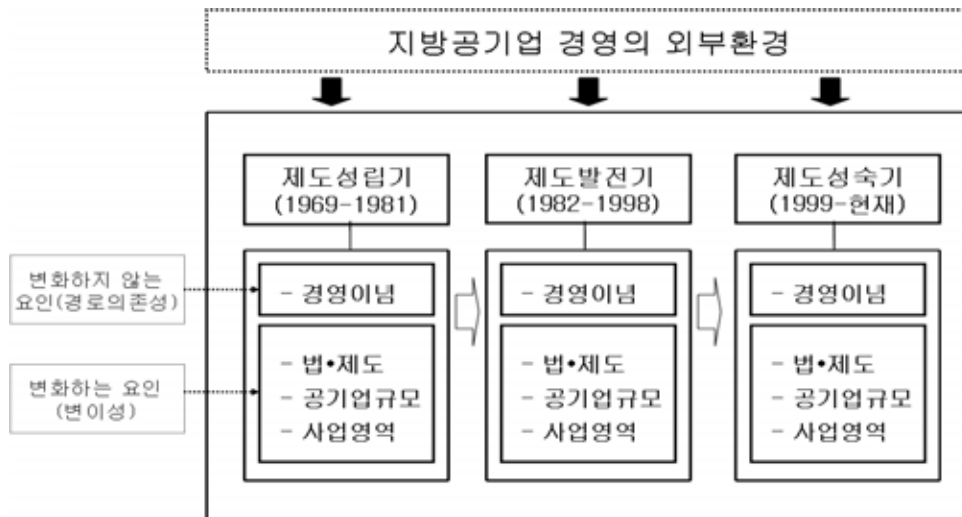 지방공기업 경영의 외부환경
제도성립기
(1969-1981)
제도발전기
(1982-1998)
제도성숙기
(1999-현재)
변화하지 않는
요인(경로의존성)
- 경영이념
- 경영이념
- 경영이념
변화하는 요인
(변이성)
- 법•제도
- 공기업규모
- 사업영역
- 법•제도
- 공기업규모
- 사업영역
- 법•제도
- 공기업규모
- 사업영역